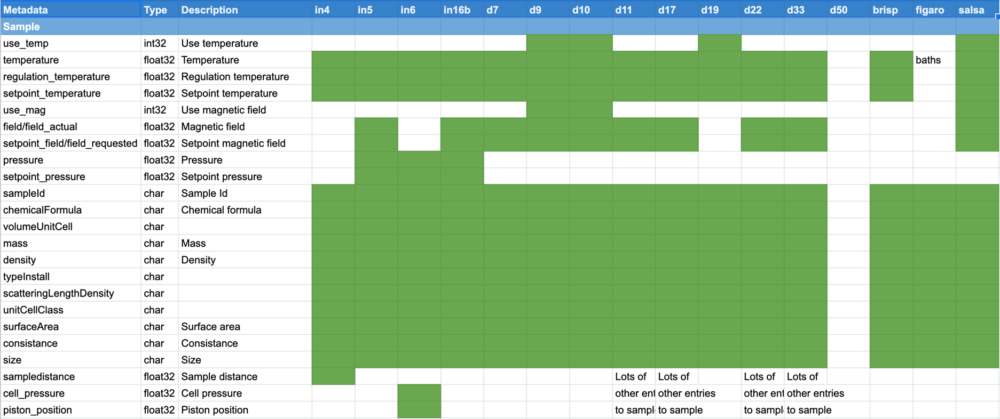 Metadata Type Description in4 in5 in6 in16b d7 d9 d10 d11 d17 d19 d22 d33 d50 brisp figaro salsa
Sample
use_temp int32 Use temperature
temperature float32 Temperature baths
regulation_temperature float32 Regulation temperature
setpoint_temperature float32 Setpoint temperature
use_mag int32 Use magnetic field
field/field_actual float32 Magnetic field
setpoint_field/field_requested float32 Setpoint magnetic field
pressure float32 Pressure
setpoint_pressure float32 Setpoint pressure
sampleId char Sample Id
chemicalFormula char Chemical formula
volumeUnitCell char
mass char Mass
density char Density
typeInstall char
scatteringLengthDensity char
unitCellClass char
surfaceArea char Surface area
consistance char Consistance
size char Size
sampledistance float32 Sample distance Lots of Lots of Lots of Lots of
cell_pressure float32 Cell pressure other ent other entries other ent other entries
piston_position float32 Piston position to sampl to sample to sampl to sample